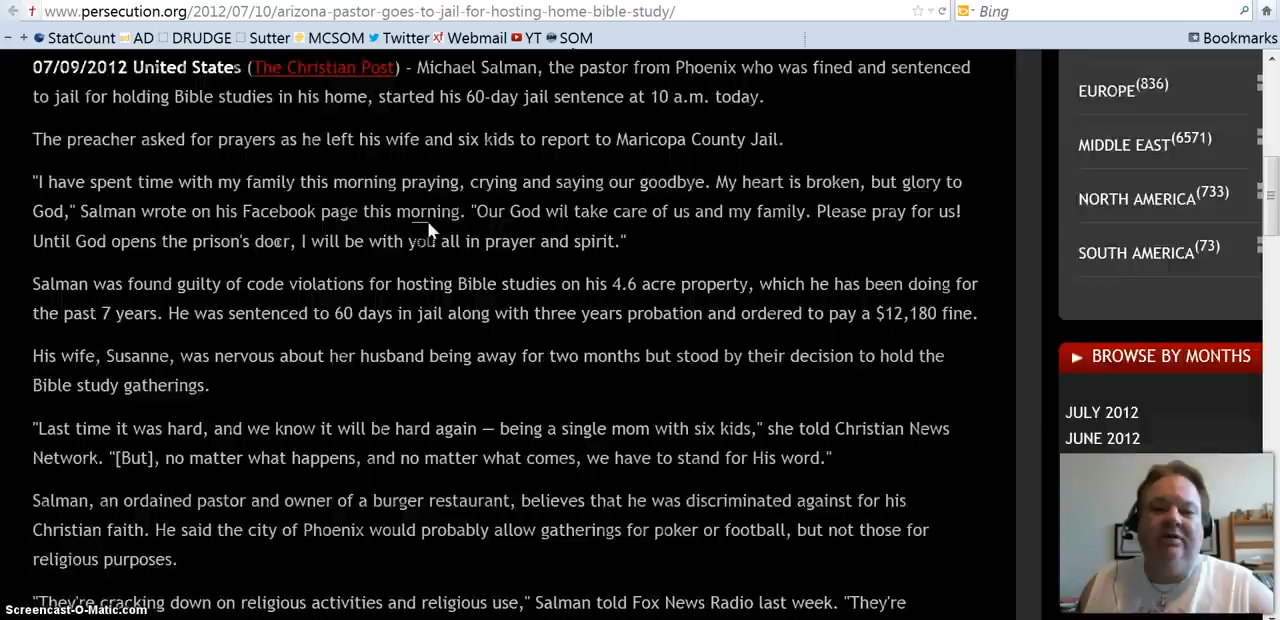 www.persecution.org/2012/07/10/arizona-pastor-goes-to-jail-for-hosting-home-bible-study/
Bing
StatCount AD DRUDGE Sutter MCSOM Twitter Webmail YT SOM
Bookmarks
07/09/2012 United States (The Christian Post) - Michael Salman, the pastor from Phoenix who was fined and sentenced
to jail for holding Bible studies in his home, started his 60-day jail sentence at 10 a.m. today.
The preacher asked for prayers as he left his wife and six kids to report to Maricopa County Jail.
"I have spent time with my family this morning praying, crying and saying our goodbye. My heart is broken, but glory to
God," Salman wrote on his Facebook page this morning. "Our God wil take care of us and my family. Please pray for us!
Until God opens the prison's door, I will be with you all in prayer and spirit."
Salman was found guilty of code violations for hosting Bible studies on his 4.6 acre property, which he has been doing for
the past 7 years. He was sentenced to 60 days in jail along with three years probation and ordered to pay a $12,180 fine.
His wife, Susanne, was nervous about her husband being away for two months but stood by their decision to hold the
Bible study gatherings.
"Last time it was hard, and we know it will be hard again — being a single mom with six kids," she told Christian News
Network. "[But], no matter what happens, and no matter what comes, we have to stand for His word."
Salman, an ordained pastor and owner of a burger restaurant, believes that he was discriminated against for his
Christian faith. He said the city of Phoenix would probably allow gatherings for poker or football, but not those for
religious purposes.
"They're cracking down on religious activities and religious use," Salman told Fox News Radio last week. "They're
Screencast-O-Matic.com
EUROPE(836)
MIDDLE EAST(6571)
NORTH AMERICA(733)
SOUTH AMERICA(73)
BROWSE BY MONTHS
JULY 2012
JUNE 2012